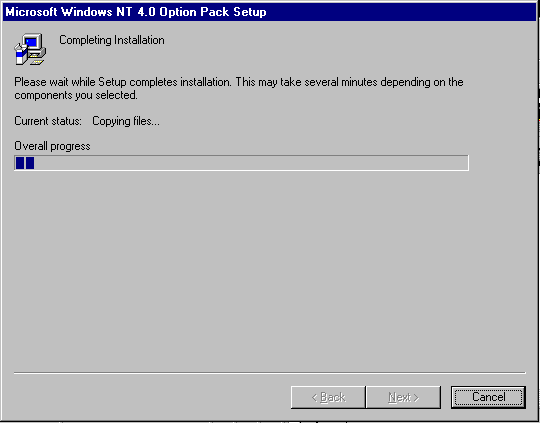 Microsoft Windows NT 4.0 Option Pack Setup
Completing Installation
Please wait while Setup completes installation. This may take several minutes depending on the
components you selected.
Current status: Copying files...
Overall progress
< Back Next > Cancel